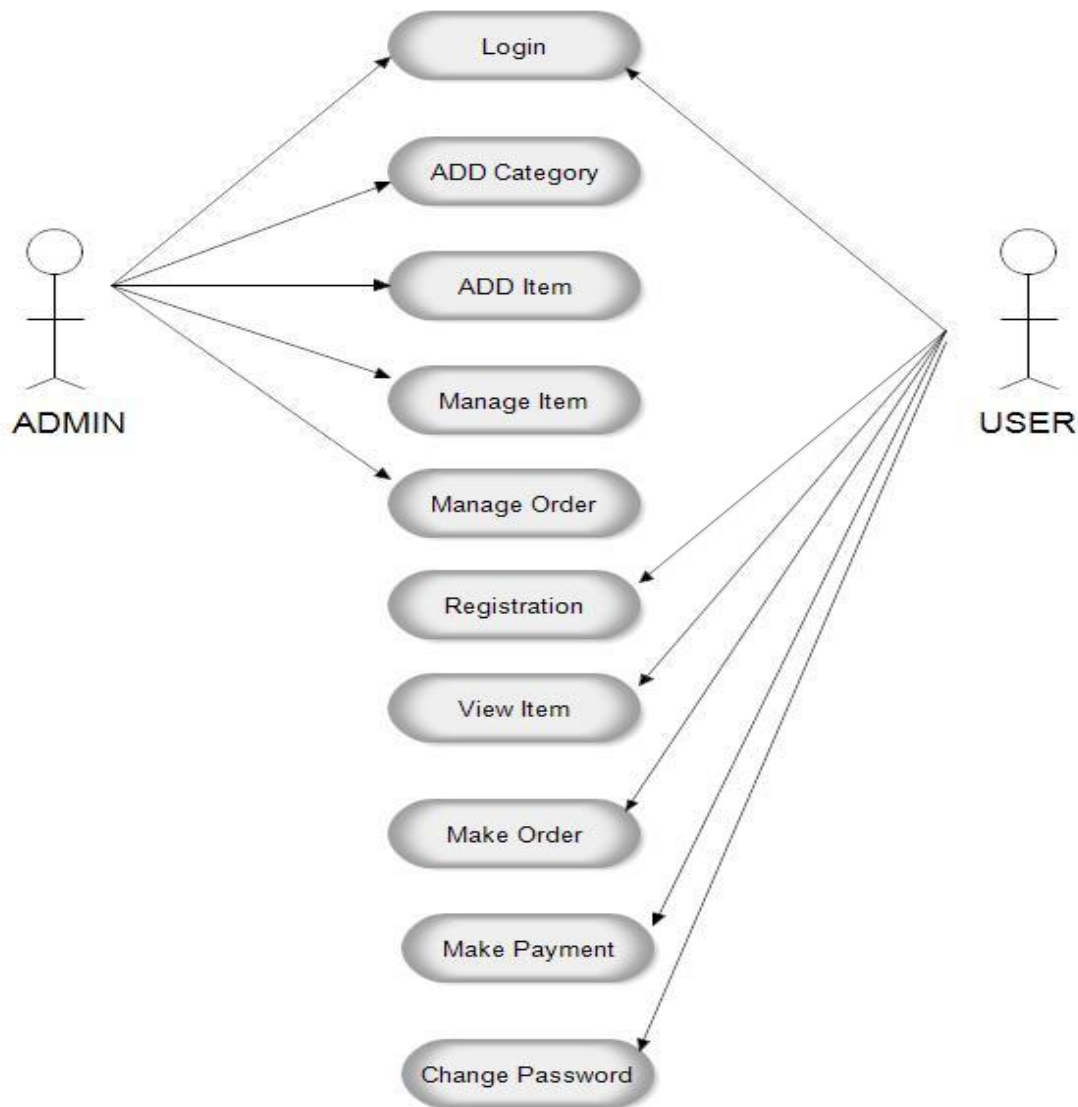 Login
ADD Category
ADD Item
Manage Item
ADMIN
USER
Manage Order
Registration
View Item
Make Order
Make Payment
Change Password